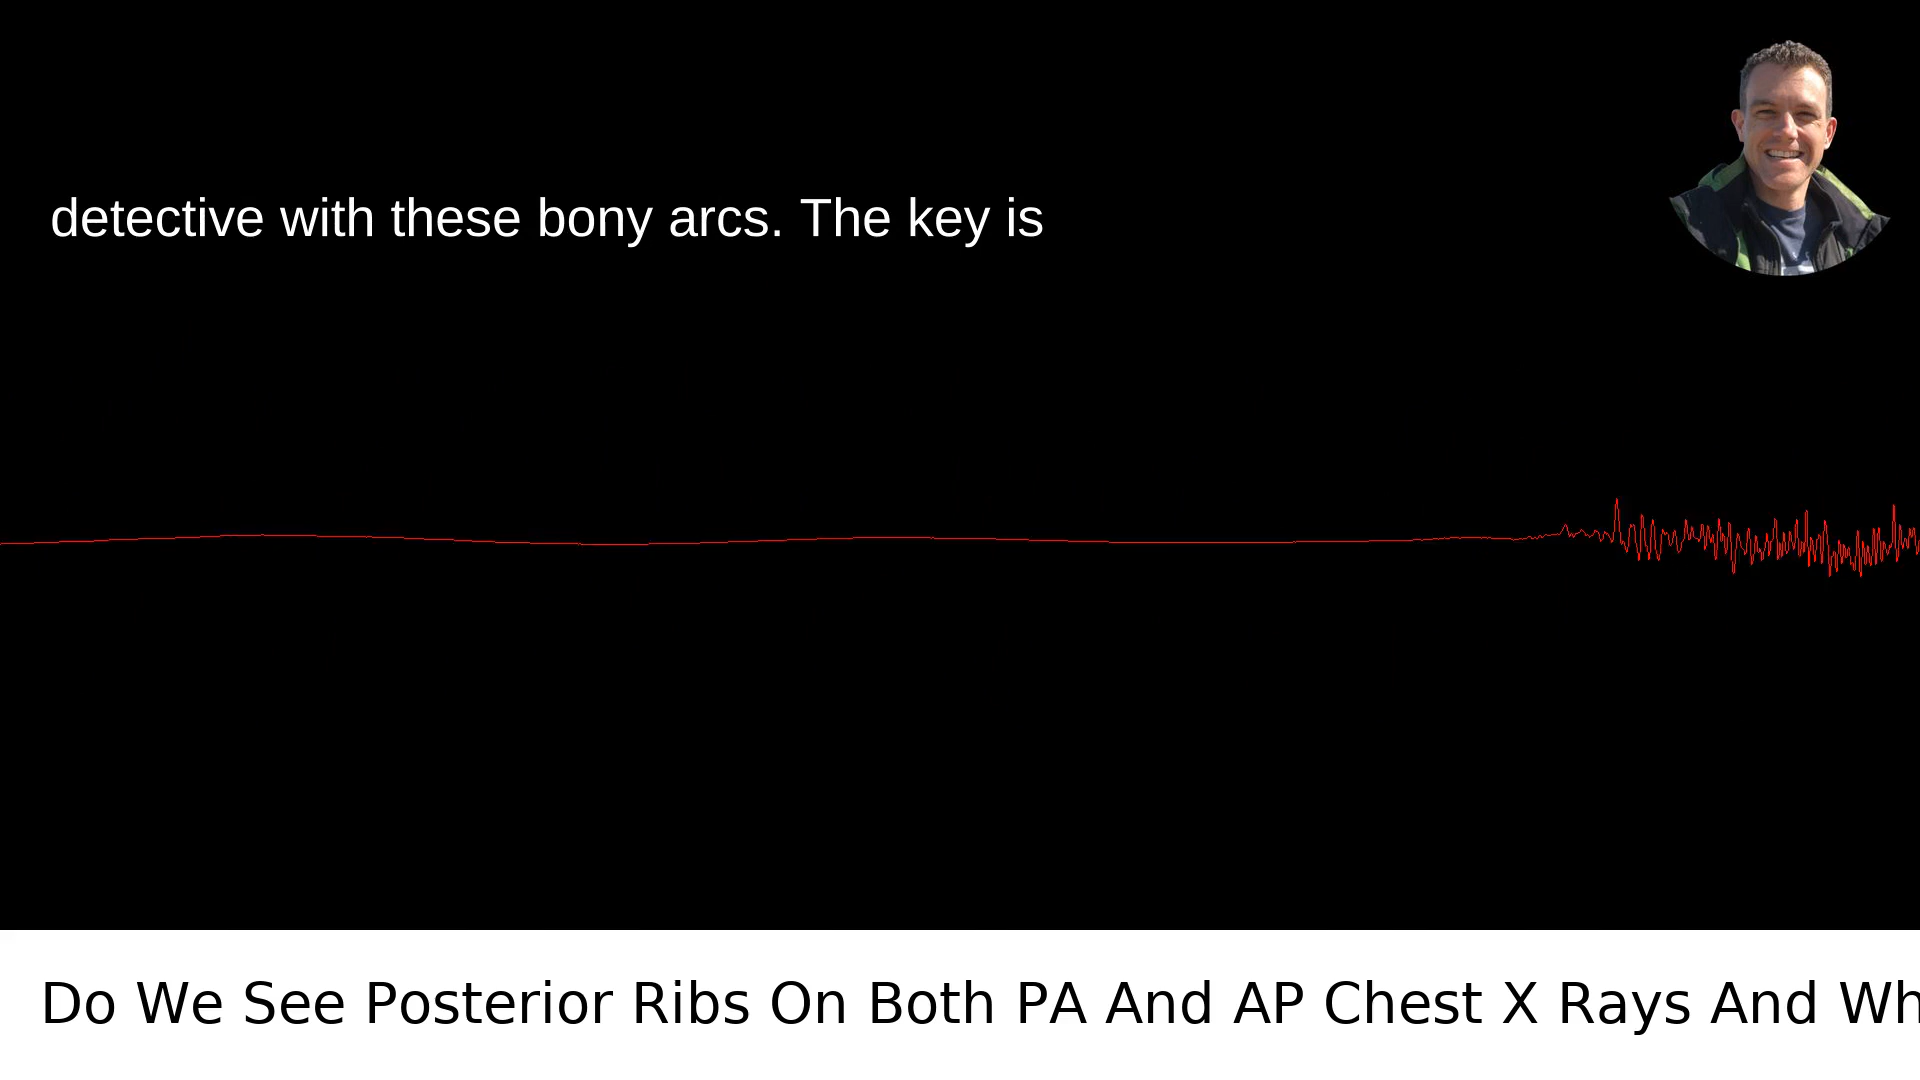 detective with these bony arcs. The key is
Do We See Posterior Ribs On Both PA And AP Chest X Rays And Wh